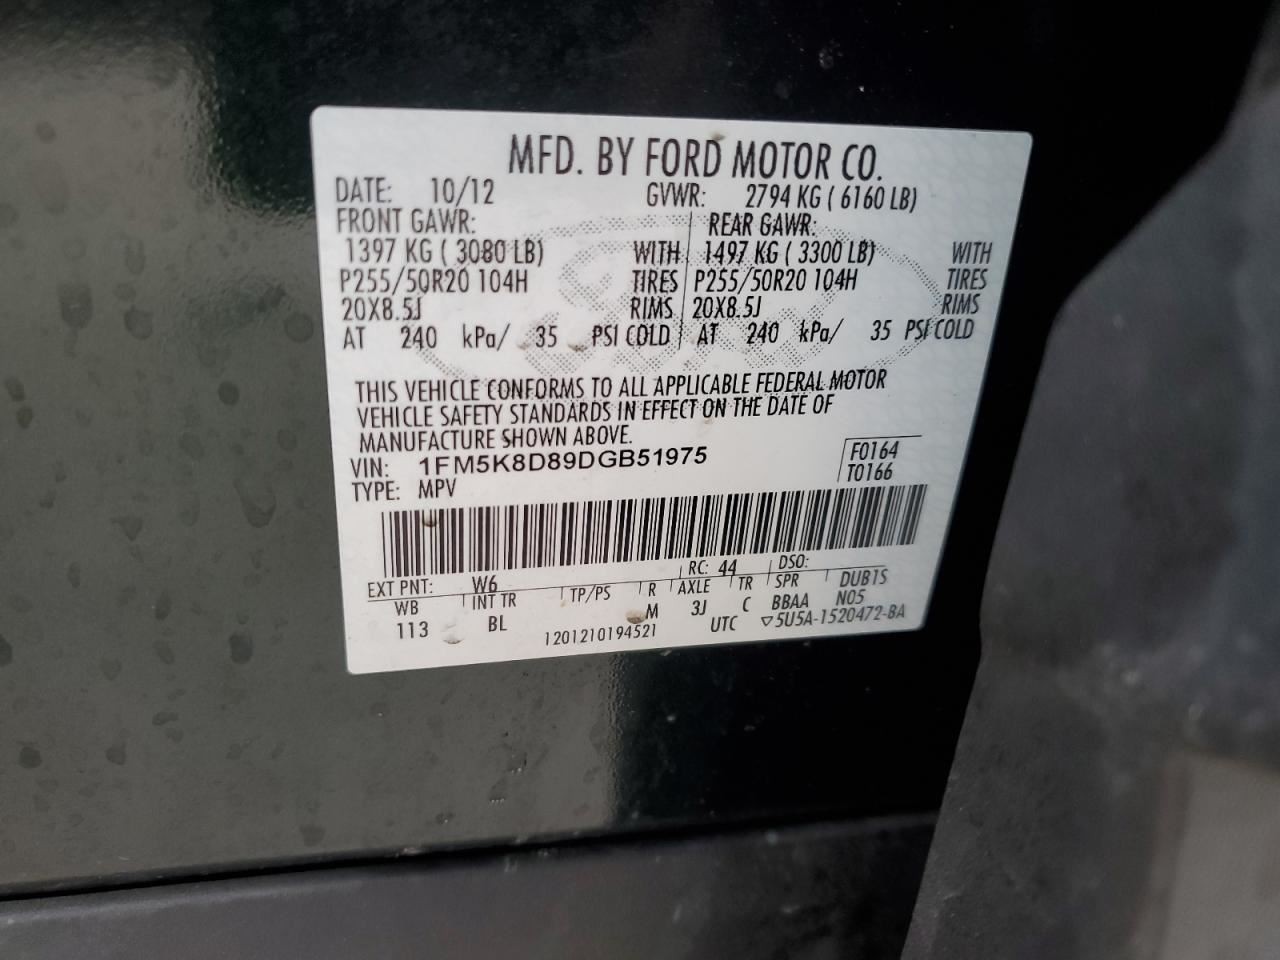 MFD. BY FORD MOTOR CO.
DATE: 10/12 GVWR: 2794 KG ( 6160 LB)
FRONT GAWR: REAR GAWR:
1397 KG ( 3080 LB) WITH 1497 KG ( 3300 LB) WITH
P255/50R20 104H TIRES P255/50R20 104H TIRES
20X8.5J RIMS 20X8.5J RIMS
AT 240 kPa/ 35 PSI COLD AT 240 kPa/ 35 PSI COLD
THIS VEHICLE CONFORMS TO ALL APPLICABLE FEDERAL MOTOR
VEHICLE SAFETY STANDARDS IN EFFECT ON THE DATE OF
MANUFACTURE SHOWN ABOVE.
VIN: 1FM5K8D89DGB51975 F0164
TYPE: MPV T0166
EXT PNT: W6 RC: 44 DSO:
WB INT TR TP/PS R AXLE TR SPR DUB1S
113 BL M 3J C BBAA N05
1201210194521 UTC ▽5U5A-1520472-BA